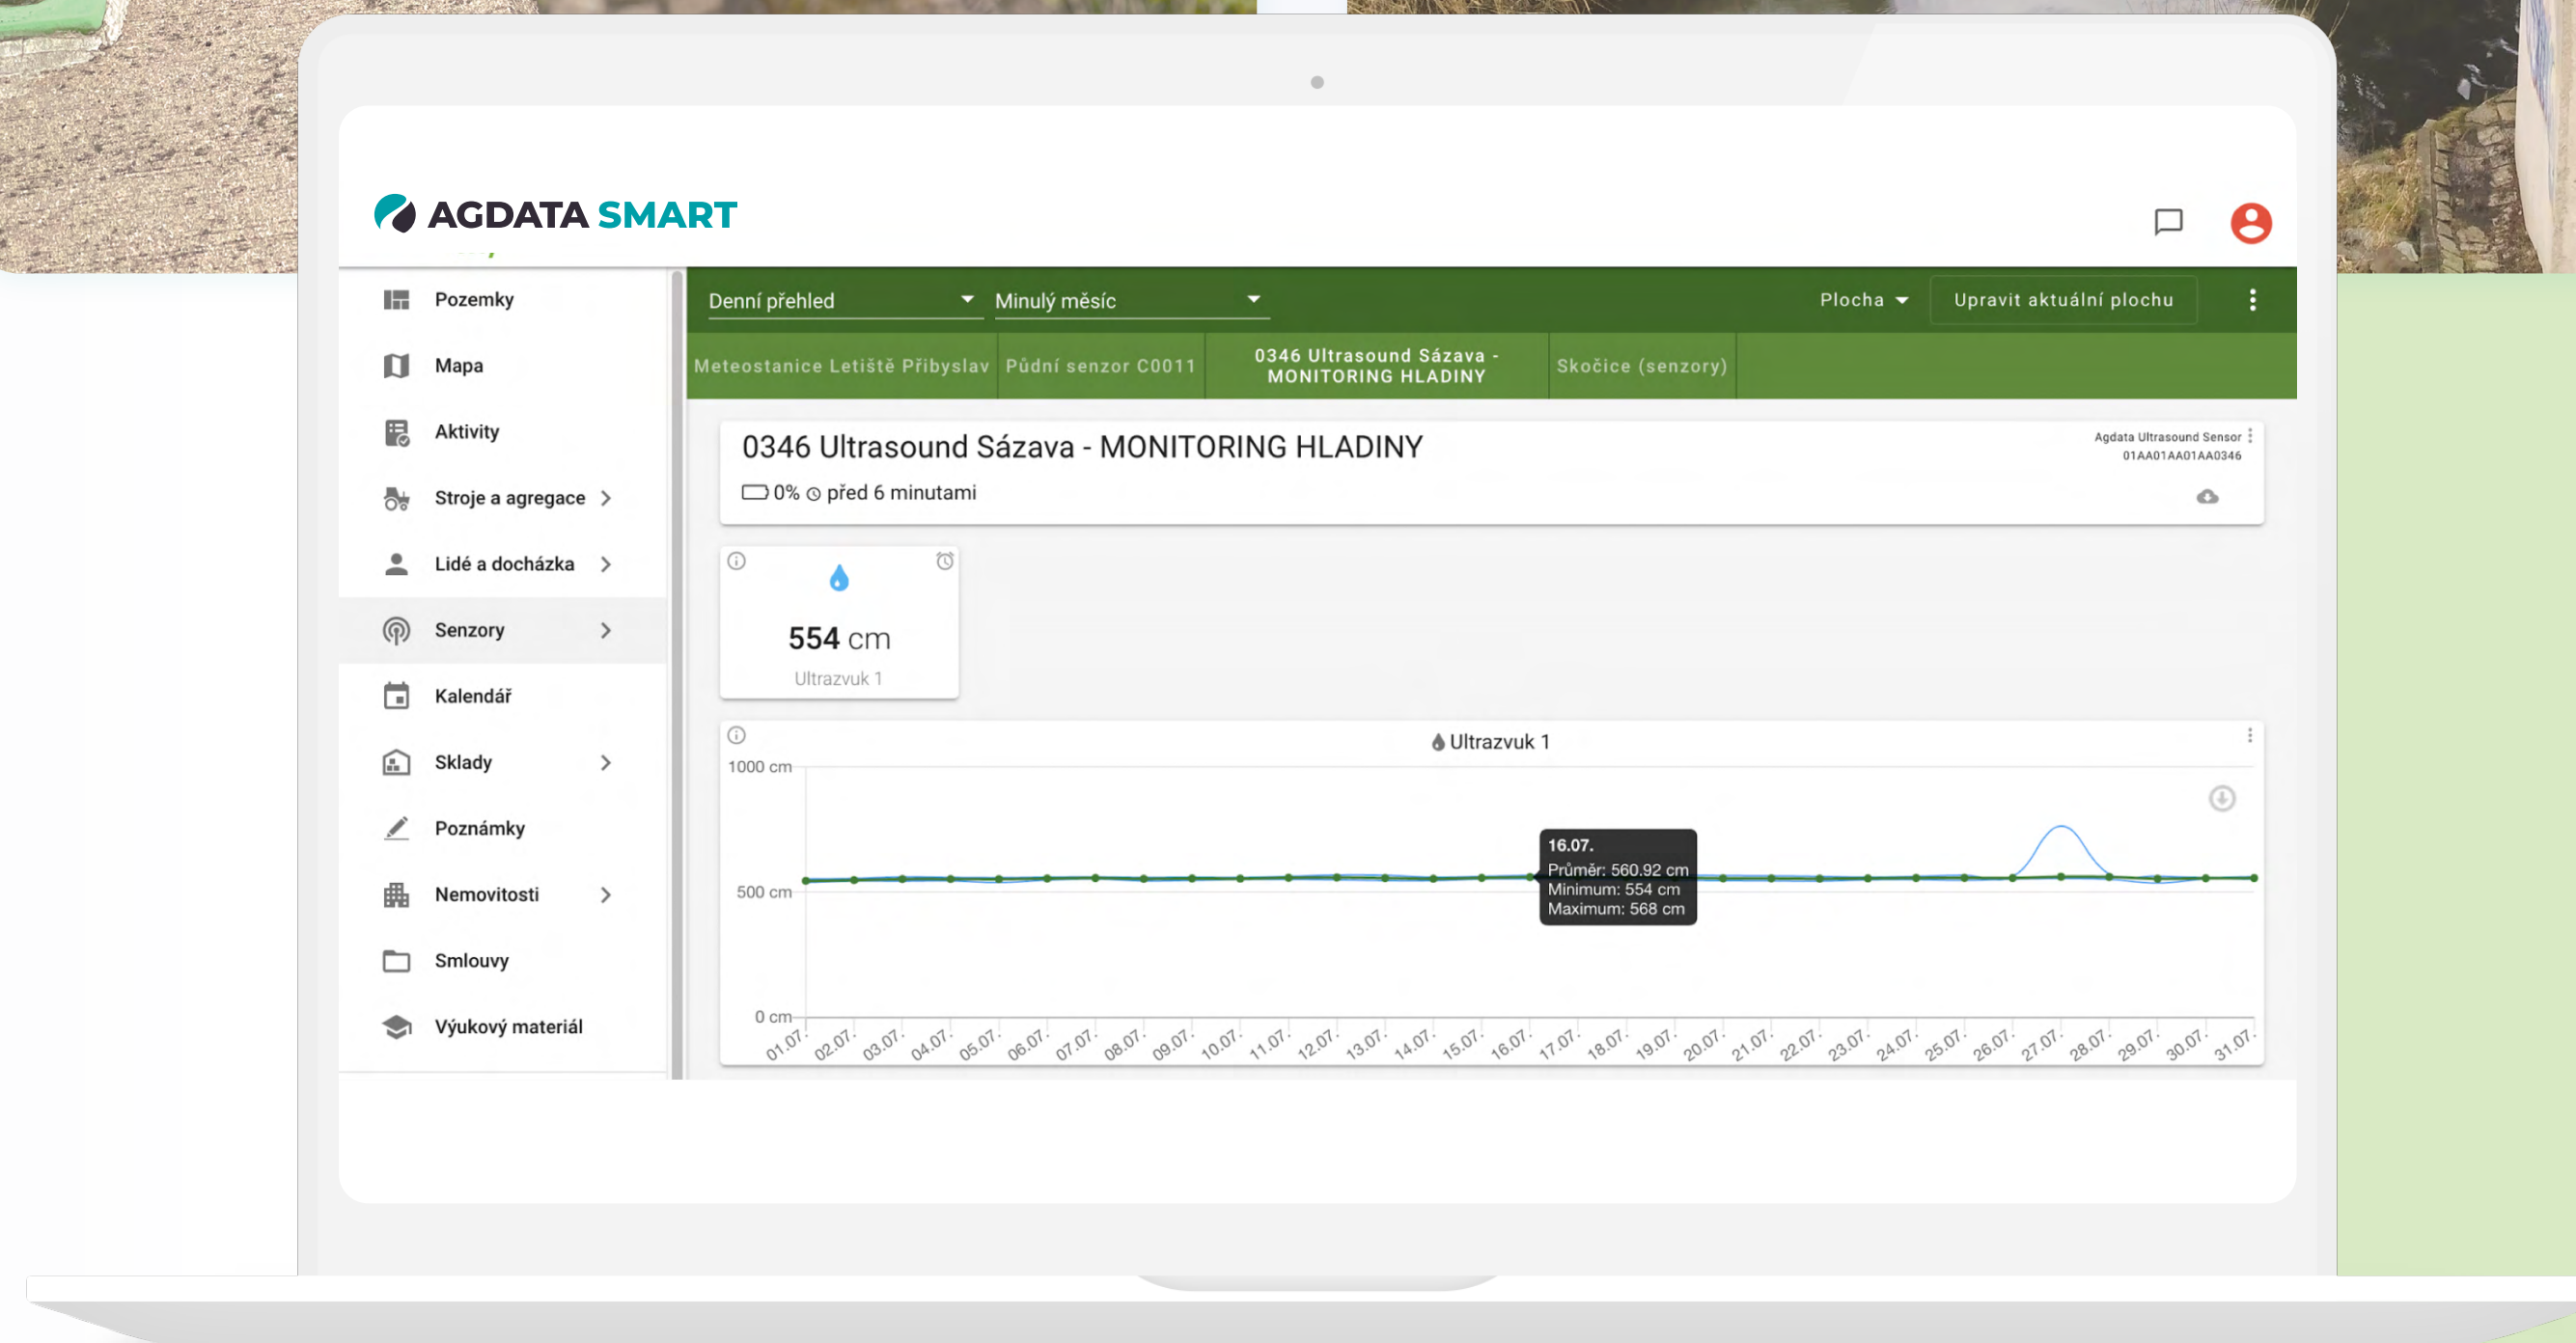 AGDATA SMART
Pozemky
Mapa
Aktivity
Stroje a agregace
Lidé a docházka
Senzory
Kalendář
Sklady
Poznámky
Nemovitosti
Smlouvy
Výukový materiál
Denní přehled
Minulý měsíc
Plocha
Upravit aktuální plochu
Meteostanice Letiště Přibyslav
Půdní senzor C0011
0346 Ultrasound Sázava -
MONITORING HLADINY
Skočice (senzory)
0346 Ultrasound Sázava - MONITORING HLADINY
Agdata Ultrasound Sensor
01AA01AA01AA0346
0% před 6 minutami
554 cm
Ultrazvuk 1
Ultrazvuk 1
1000 cm
500 cm
0 cm
16.07.
Průměr: 560.92 cm
Minimum: 554 cm
Maximum: 568 cm
01.07. 02.07. 03.07. 04.07. 05.07. 06.07. 07.07. 08.07. 09.07. 10.07. 11.07. 12.07. 13.07. 14.07. 15.07. 16.07. 17.07. 18.07. 19.07. 20.07. 21.07. 22.07. 23.07. 24.07. 25.07. 26.07. 27.07. 28.07. 29.07. 30.07. 31.07.